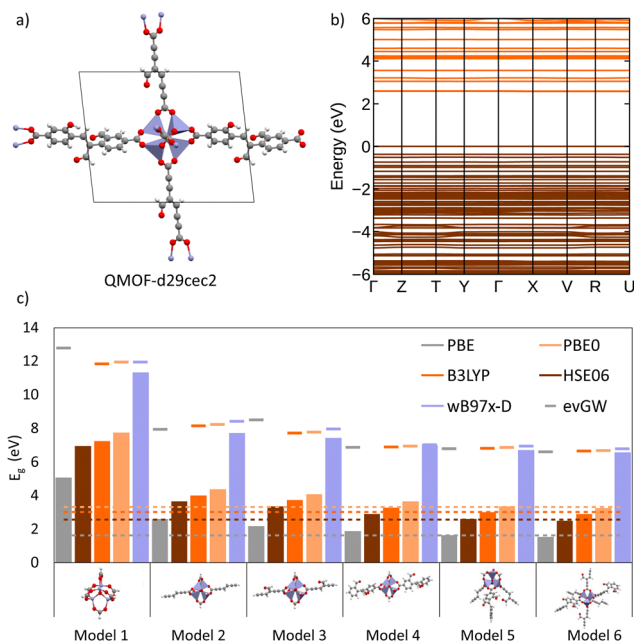 a)
QMOF-d29cec2
b)
Energy (eV)
6
4
2
0
−2
−4
−6
Γ Z T Y Γ X V R U
c)
E_g (eV)
14
12
10
8
6
4
2
0
PBE PBE0
B3LYP HSE06
wB97x-D evGW
Model 1 Model 2 Model 3 Model 4 Model 5 Model 6